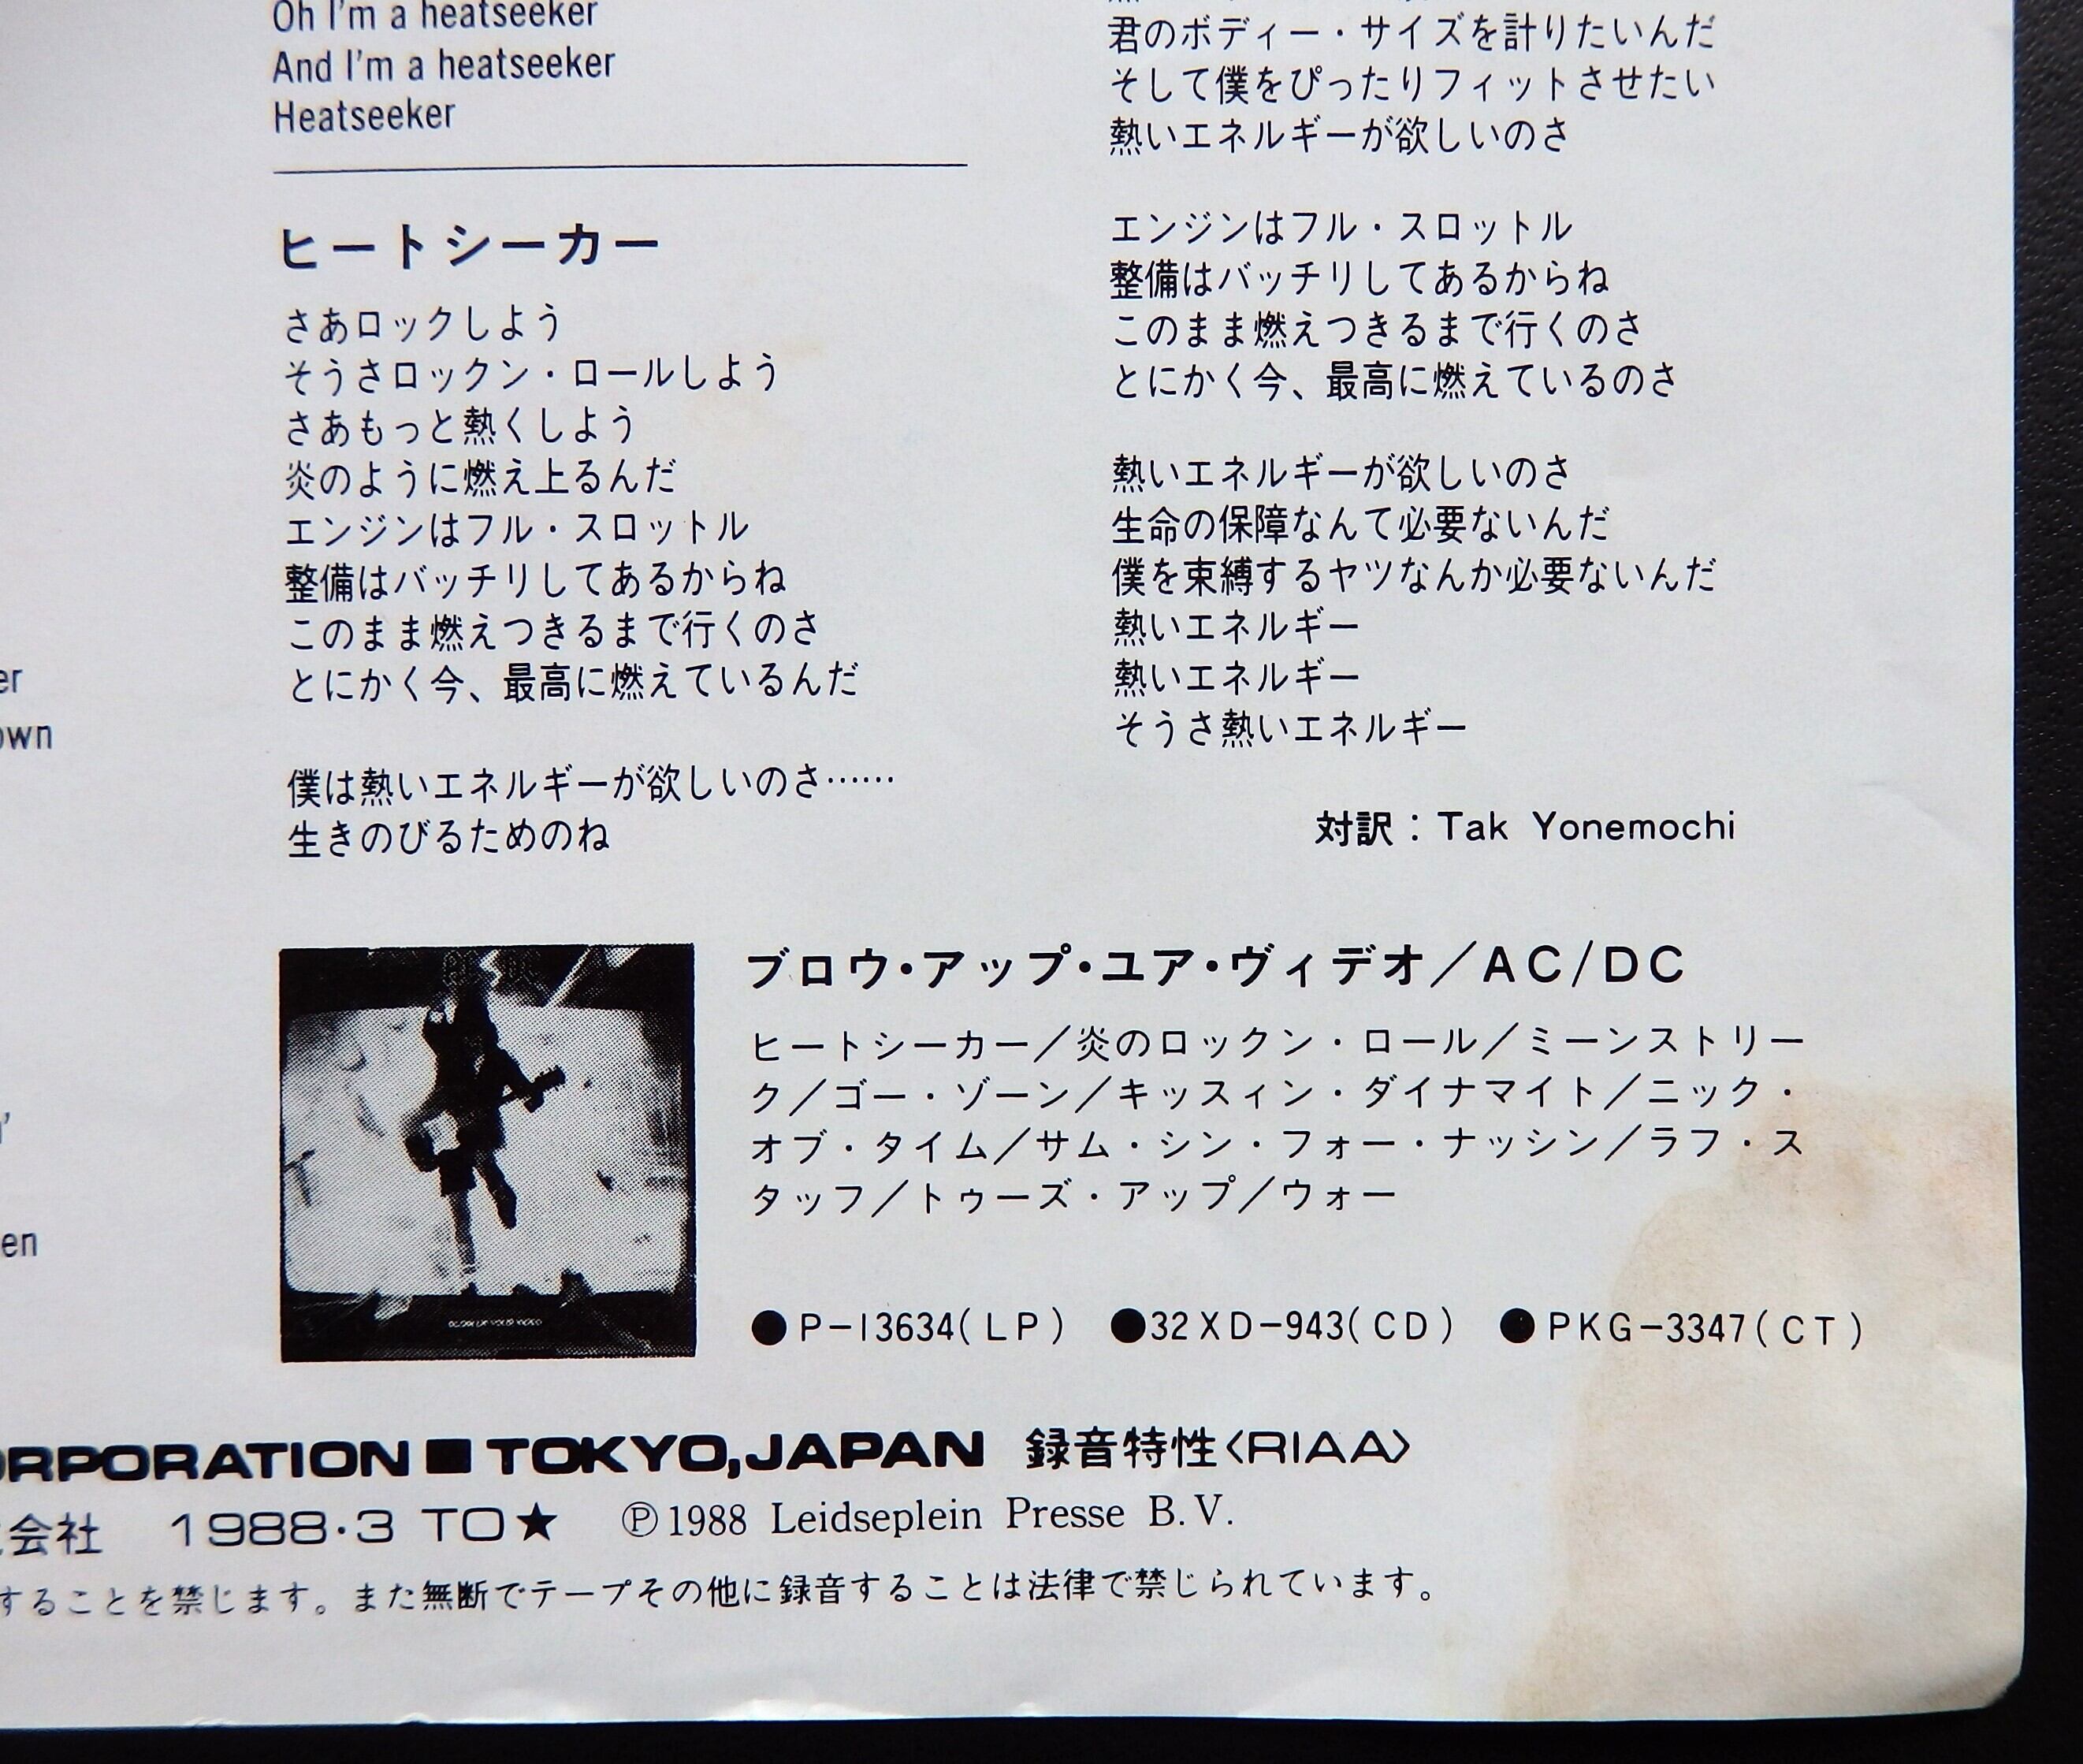 er
own
en
Oh I'm a heatseeker
And I'm a heatseeker
Heatseeker
ヒートシーカー
さあロックしよう
そうさロックン・ロールしよう
さあもっと熱くしよう
炎のように燃え上るんだ
エンジンはフル・スロットル
整備はバッチリしてあるからね
このまま燃えつきるまで行くのさ
とにかく今、最高に燃えているんだ
僕は熱いエネルギーが欲しいのさ……
生きのびるためのね
君のボディー・サイズを計りたいんだ
そして僕をぴったりフィットさせたい
熱いエネルギーが欲しいのさ
エンジンはフル・スロットル
整備はバッチリしてあるからね
このまま燃えつきるまで行くのさ
とにかく今、最高に燃えているのさ
熱いエネルギーが欲しいのさ
生命の保障なんて必要ないんだ
僕を束縛するヤツなんか必要ないんだ
熱いエネルギー
熱いエネルギー
そうさ熱いエネルギー
対訳：Tak Yonemochi
AC DC
BLOW UP YOUR VIDEO
ブロウ・アップ・ユア・ヴィデオ／AC/DC
ヒートシーカー／炎のロックン・ロール／ミーンストリー
ク／ゴー・ゾーン／キッスィン・ダイナマイト／ニック・
オブ・タイム／サム・シン・フォー・ナッシン／ラフ・ス
タッフ／トゥーズ・アップ／ウォー
●P-13634(LP) ●32XD-943(CD) ●PKG-3347(CT)
ORPORATION■TOKYO,JAPAN 録音特性〈RIAA〉
会社 1988・3 TO★ Ⓟ1988 Leidseplein Presse B.V.
することを禁じます。また無断でテープその他に録音することは法律で禁じられています。